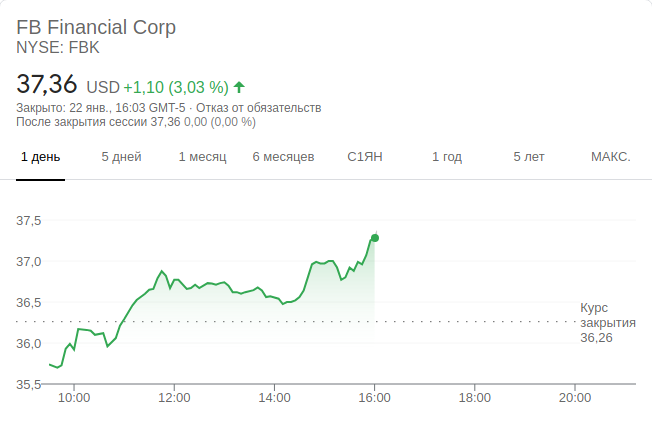 FB Financial Corp
NYSE: FBK
37,36 USD +1,10 (3,03 %)
Закрыто: 22 янв., 16:03 GMT-5 · Отказ от обязательств
После закрытия сессии 37,36 0,00 (0,00 %)
1 день 5 дней 1 месяц 6 месяцев С1ЯН 1 год 5 лет МАКС.
37,5
37,0
36,5
Курс
закрытия
36,26
36,0
35,5
10:00 12:00 14:00 16:00 18:00 20:00